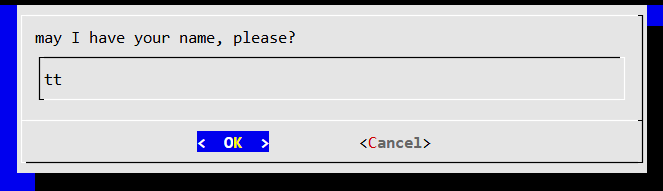 may I have your name, please?
tt
<  OK  >
<Cancel>